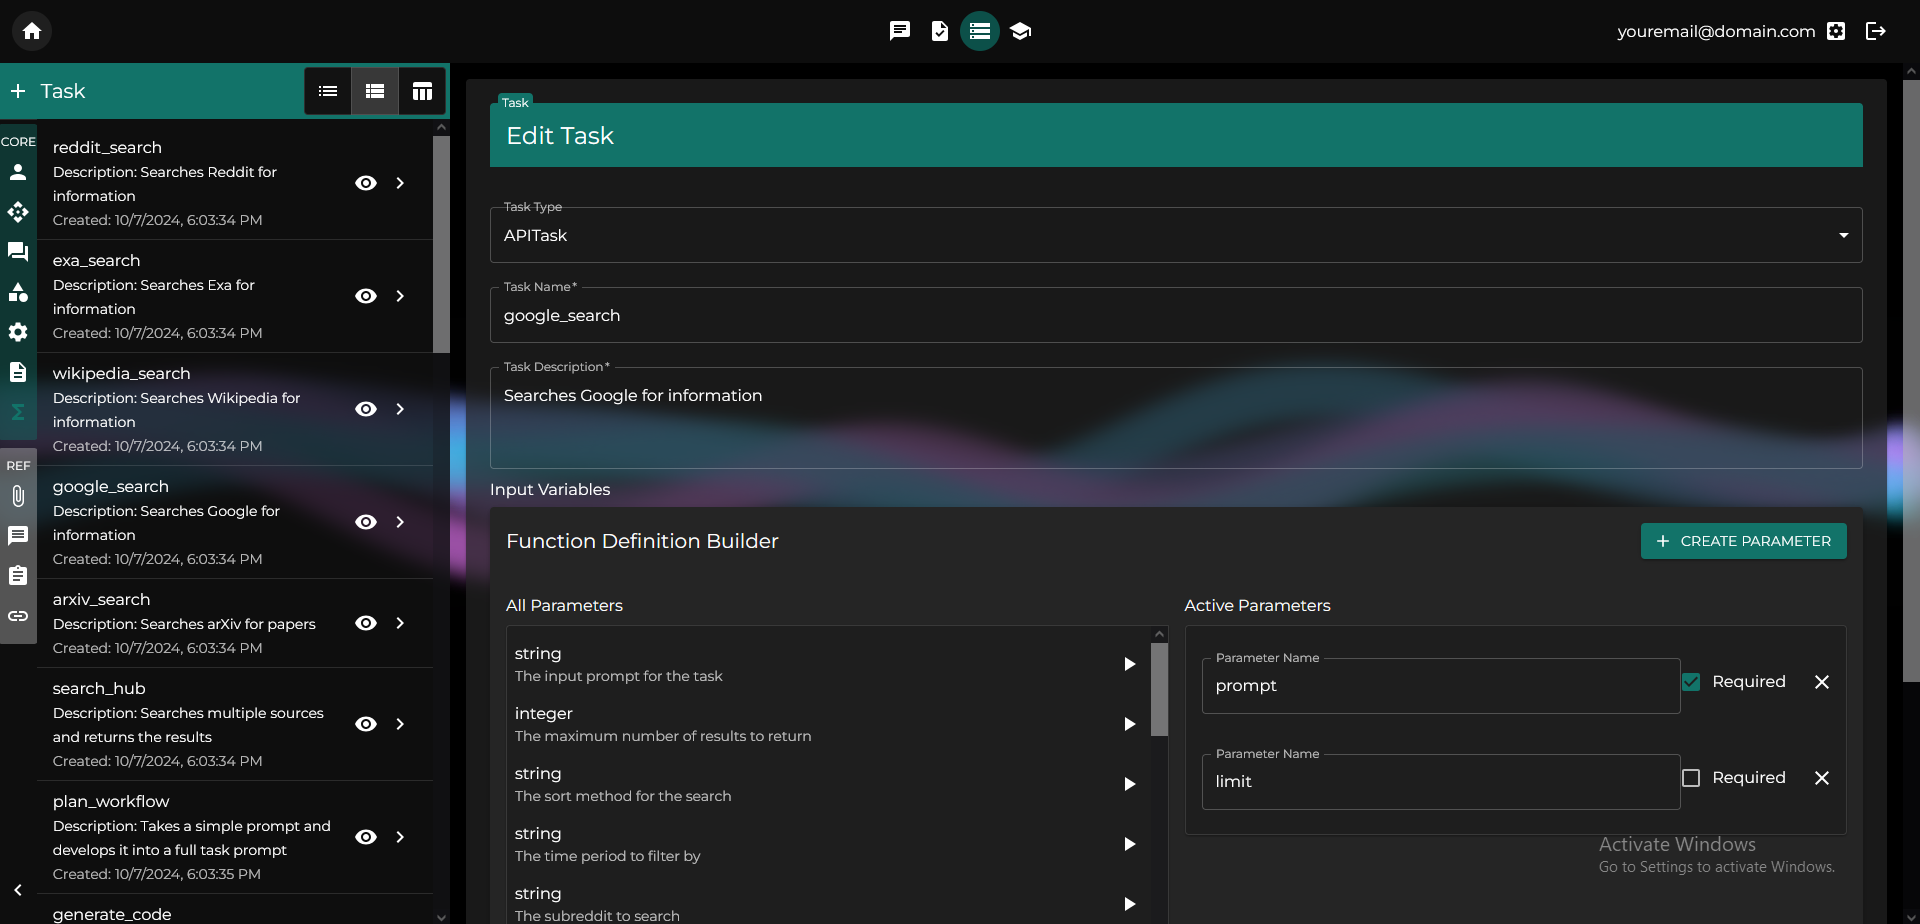 youremail@domain.com
Task
CORE
reddit_search
Description: Searches Reddit for
information
Created: 10/7/2024, 6:03:34 PM
exa_search
Description: Searches Exa for
information
Created: 10/7/2024, 6:03:34 PM
wikipedia_search
Description: Searches Wikipedia for
information
Created: 10/7/2024, 6:03:34 PM
REF
google_search
Description: Searches Google for
information
Created: 10/7/2024, 6:03:34 PM
arxiv_search
Description: Searches arXiv for papers
Created: 10/7/2024, 6:03:34 PM
search_hub
Description: Searches multiple sources
and returns the results
Created: 10/7/2024, 6:03:34 PM
plan_workflow
Description: Takes a simple prompt and
develops it into a full task prompt
Created: 10/7/2024, 6:03:35 PM
generate_code
Task
Edit Task
Task Type
APITask
Task Name*
google_search
Task Description*
Searches Google for information
Input Variables
Function Definition Builder
+ CREATE PARAMETER
All Parameters
string
The input prompt for the task
integer
The maximum number of results to return
string
The sort method for the search
string
The time period to filter by
string
The subreddit to search
Active Parameters
Parameter Name
prompt
Required
Parameter Name
limit
Required
Activate Windows
Go to Settings to activate Windows.